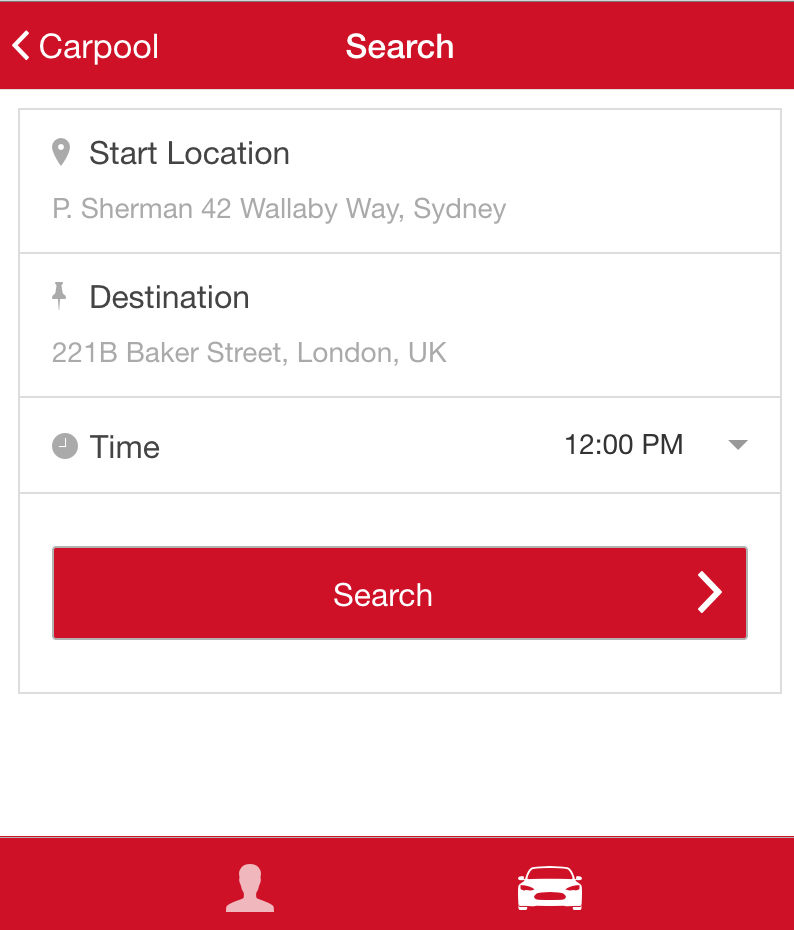 Carpool Search
Start Location
P. Sherman 42 Wallaby Way, Sydney
Destination
221B Baker Street, London, UK
Time 12:00 PM
Search